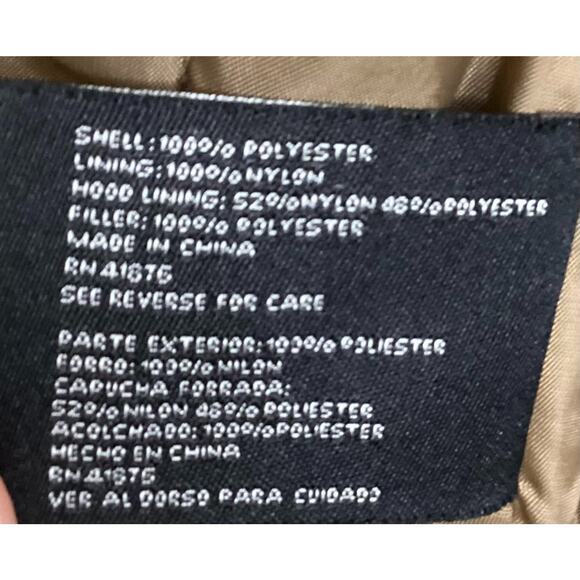 SHELL: 100% POLYESTER
LINING: 100% NYLON
HOOD LINING: 52% NYLON 48% POLYESTER
FILLER: 100% POLYESTER
MADE IN CHINA
RN 41876
SEE REVERSE FOR CARE
PARTE EXTERIOR: 100% POLIESTER
FORRO: 100% NILON
CAPUCHA FORRADA:
52% NILON 48% POLIESTER
ACOLCHADO: 100% POLIESTER
HECHO EN CHINA
RN 41876
VER AL DORSO PARA CUIDADO